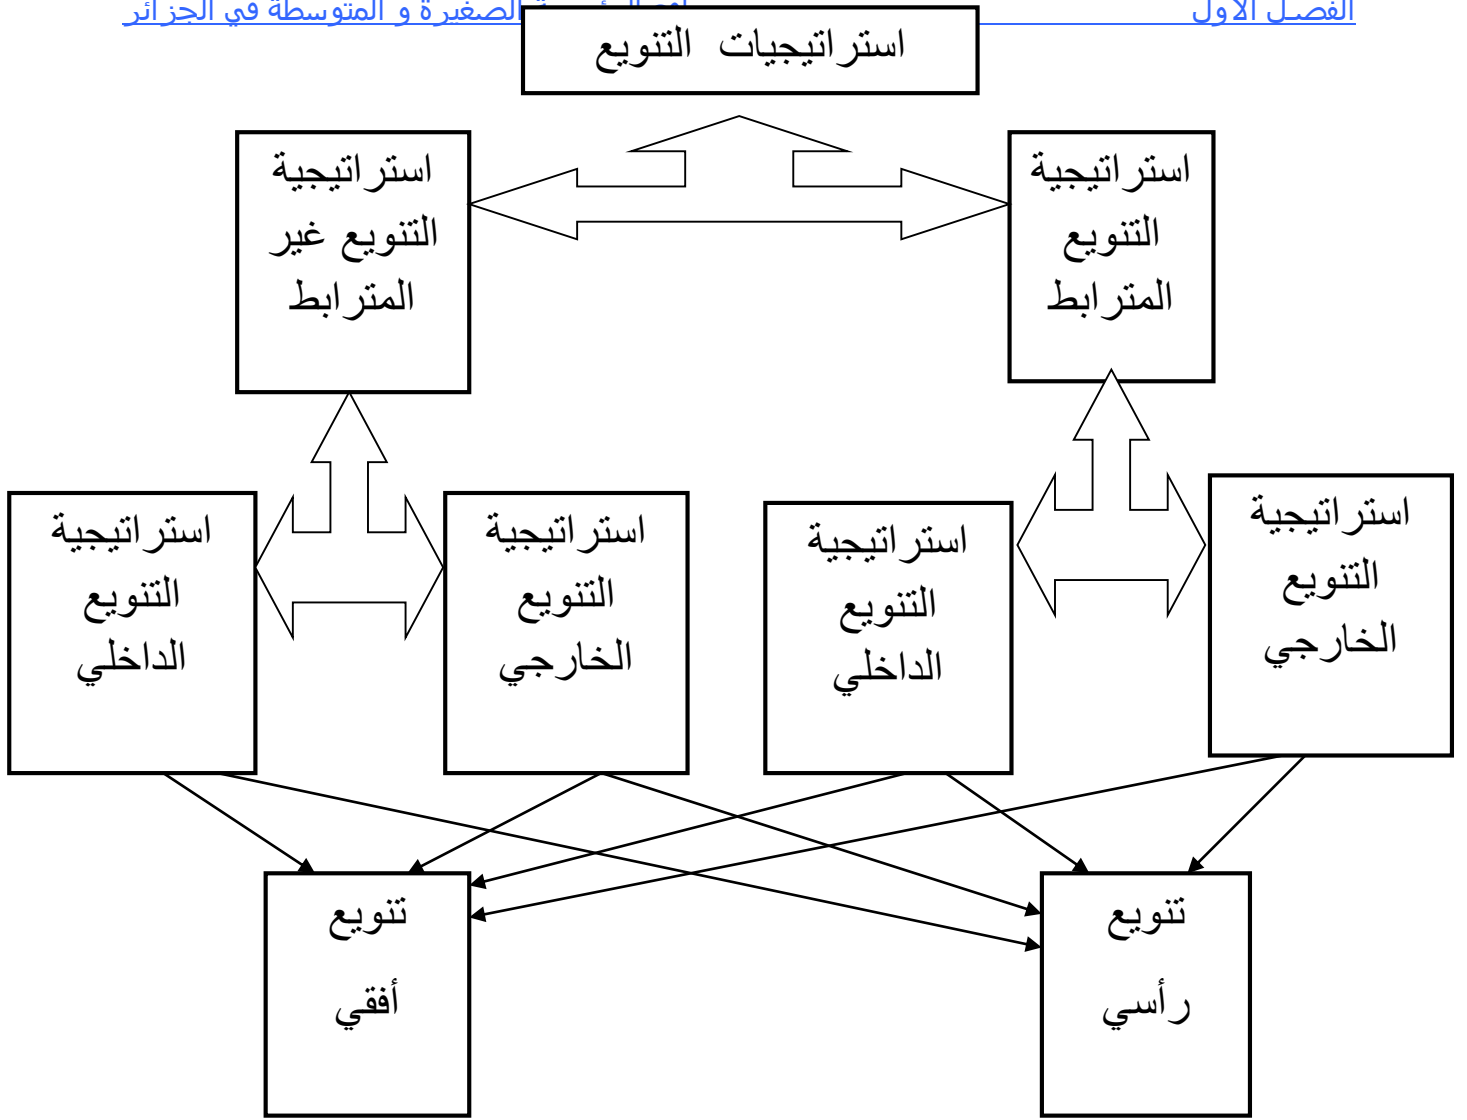 الفصل الأول الصغيرة و المتوسطة في الجزائر
استراتيجيات التنويع
استراتيجية
التنويع
المترابط
استراتيجية
التنويع غير
المترابط
استراتيجية
التنويع
الخارجي
استراتيجية
التنويع
الداخلي
استراتيجية
التنويع
الخارجي
استراتيجية
التنويع
الداخلي
تنويع
رأسي
تنويع
أفقي